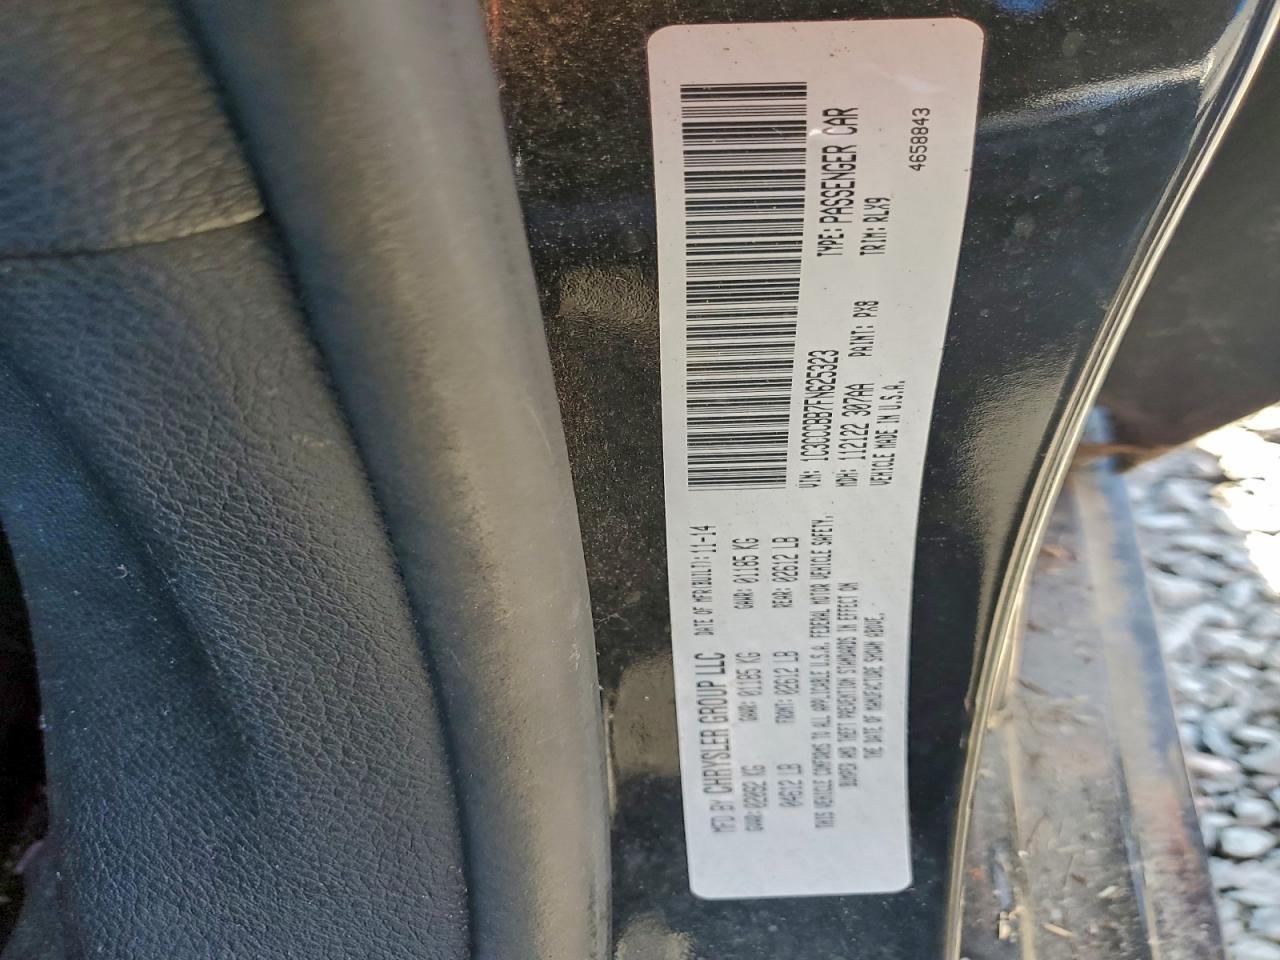 MFD BY CHRYSLER GROUP LLC DATE OF MFR(BUILT): 11-14
GVWR: 02092 KG GAWR: 01185 KG GAWR: 01185 KG
04612 LB FRONT: 02612 LB REAR: 02612 LB
THIS VEHICLE CONFORMS TO ALL APPLICABLE U.S.A. FEDERAL MOTOR VEHICLE SAFETY,
BUMPER AND THEFT PREVENTION STANDARDS IN EFFECT ON
THE DATE OF MANUFACTURE SHOWN ABOVE.
VIN: 1C3CCCBB7FN625323 TYPE: PASSENGER CAR
MDH: 112122 307AA PAINT: PX8 TRIM: RLX9
VEHICLE MADE IN U.S.A.
4658843